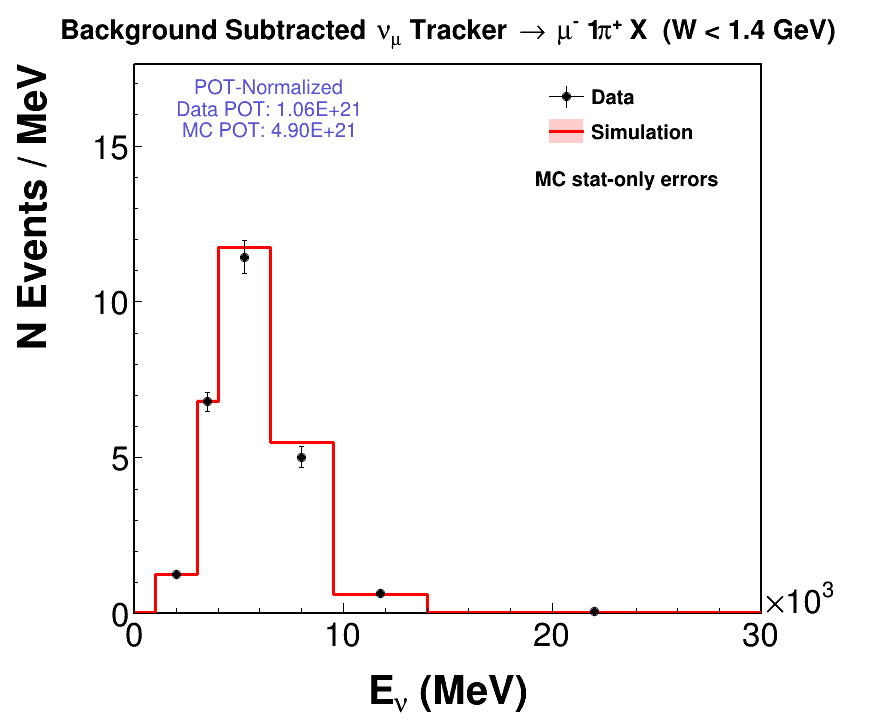 Background Subtracted νμ Tracker → μ- 1π+ X (W < 1.4 GeV)
POT-Normalized
Data POT: 1.06E+21
MC POT: 4.90E+21
Data
Simulation
MC stat-only errors
N Events / MeV
15
10
5
0
0 10 20 30
×10³
Eν (MeV)